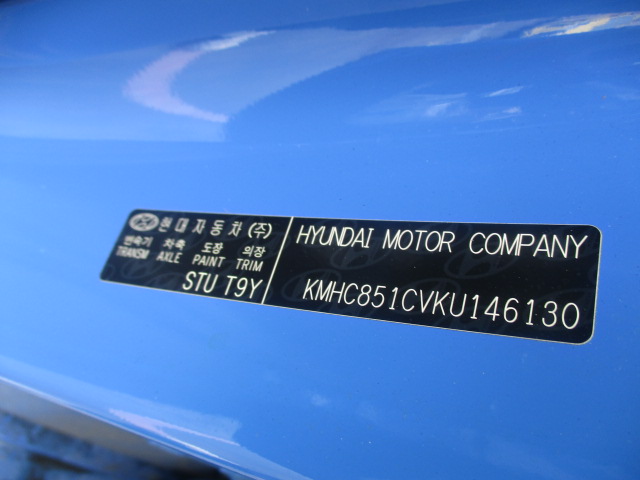 현대자동차(주)
변속기 차축 도장 의장
TRANSM AXLE PAINT TRIM
STU T9Y
HYUNDAI MOTOR COMPANY
KMHC851CVKU146130